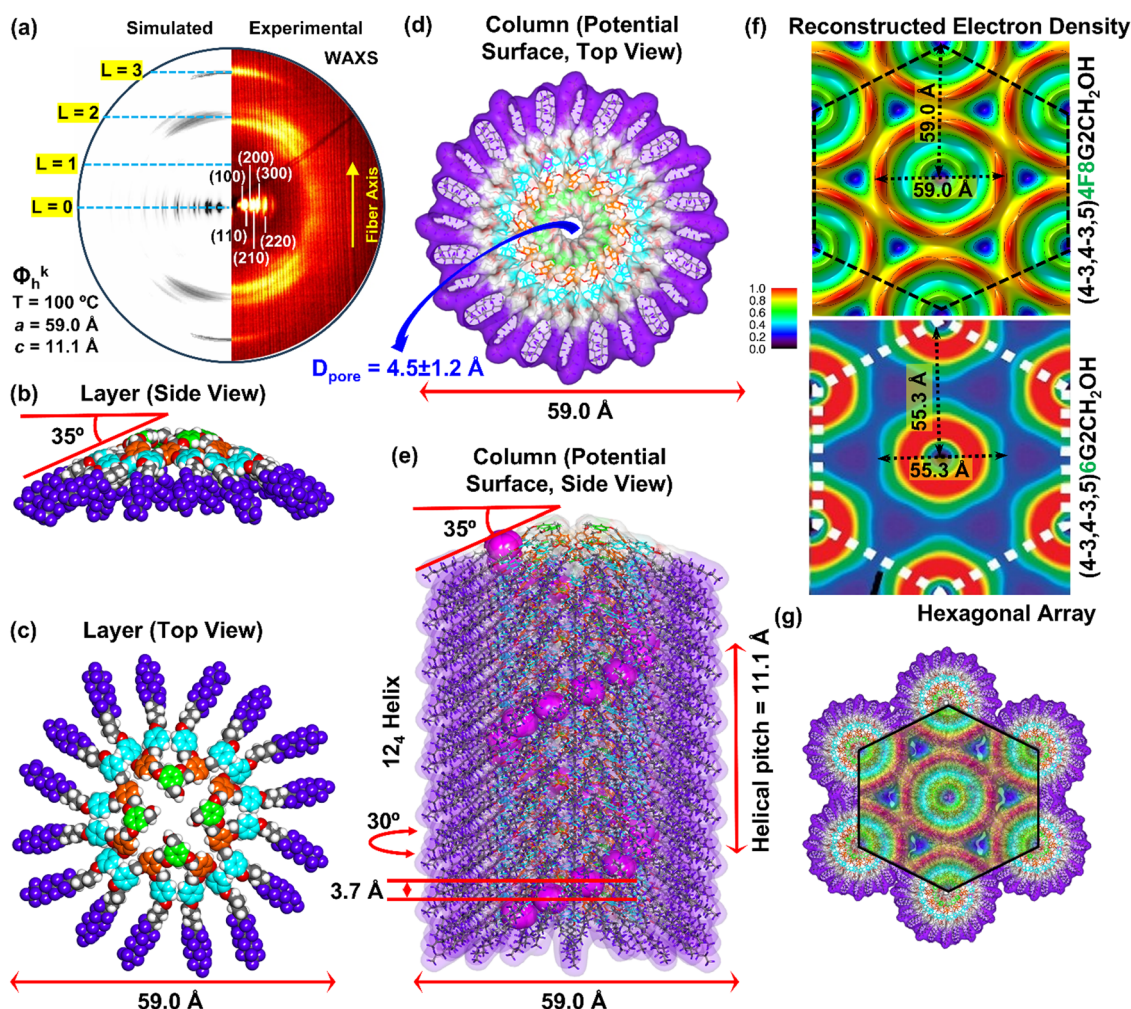 (a)
Simulated
Experimental
WAXS
L = 3
L = 2
L = 1
L = 0
(100)
(200)
(300)
(110)
(210)
(220)
Fiber Axis
Φhᵏ
T = 100 ºC
a = 59.0 Å
c = 11.1 Å
(b)
Layer (Side View)
35º
(c)
Layer (Top View)
59.0 Å
(d)
Column (Potential
Surface, Top View)
Dpore = 4.5±1.2 Å
59.0 Å
(e)
Column (Potential
Surface, Side View)
35º
12₄ Helix
30º
3.7 Å
Helical pitch = 11.1 Å
59.0 Å
(f)
Reconstructed Electron Density
59.0 Å
59.0 Å
(4-3,4-3,5)4F8G2CH₂OH
1.0
0.8
0.6
0.4
0.2
0.0
55.3 Å
55.3 Å
(4-3,4-3,5)6G2CH₂OH
(g)
Hexagonal Array